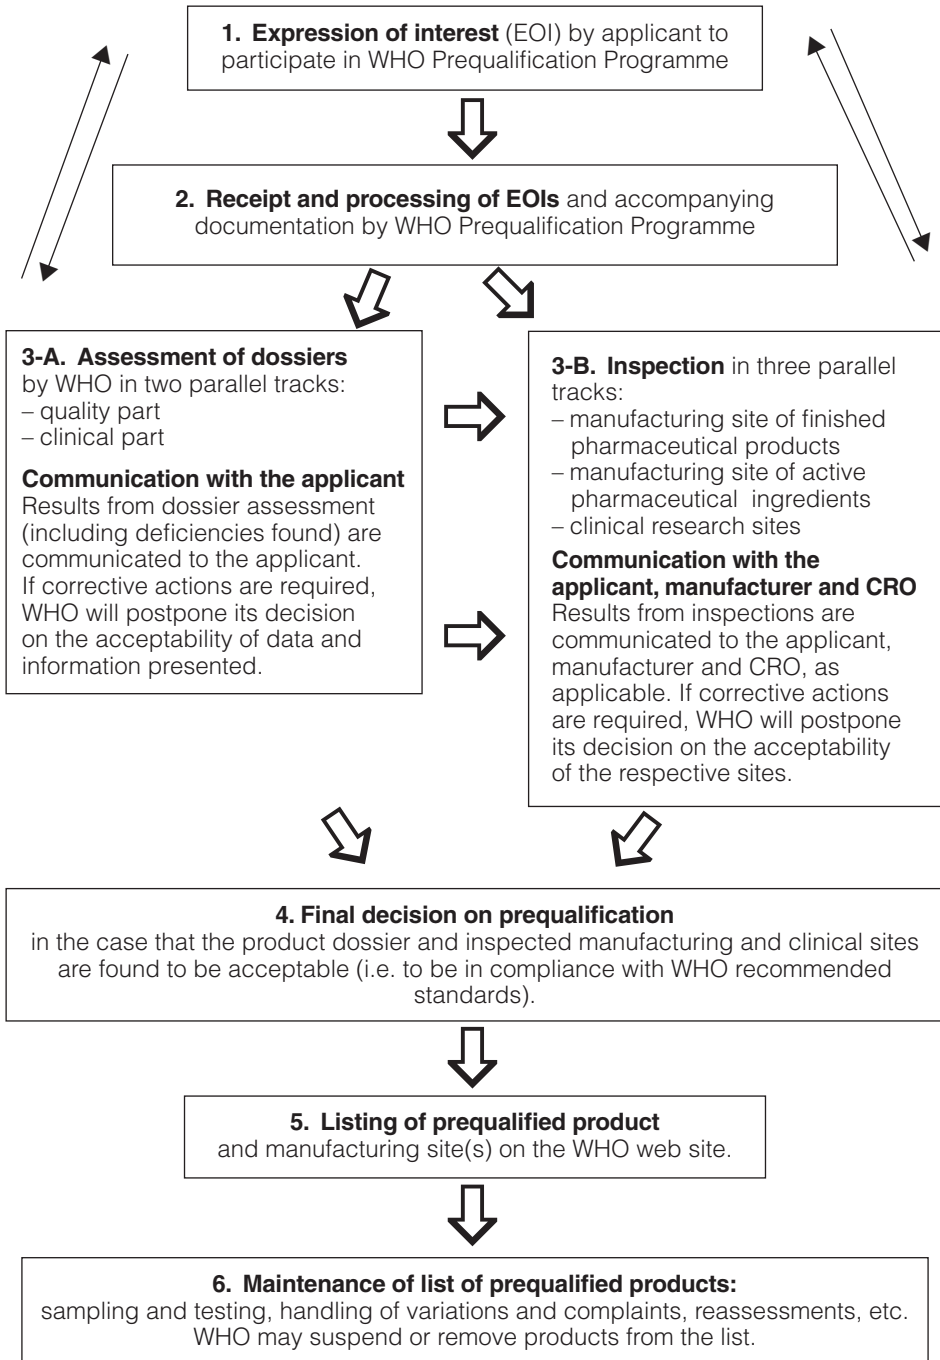 1. Expression of interest (EOI) by applicant to
participate in WHO Prequalification Programme
2. Receipt and processing of EOIs and accompanying
documentation by WHO Prequalification Programme
3-A. Assessment of dossiers
by WHO in two parallel tracks:
– quality part
– clinical part
Communication with the applicant
Results from dossier assessment
(including deficiencies found) are
communicated to the applicant.
If corrective actions are required,
WHO will postpone its decision
on the acceptability of data and
information presented.
3-B. Inspection in three parallel
tracks:
– manufacturing site of finished
pharmaceutical products
– manufacturing site of active
pharmaceutical ingredients
– clinical research sites
Communication with the
applicant, manufacturer and CRO
Results from inspections are
communicated to the applicant,
manufacturer and CRO, as
applicable. If corrective actions
are required, WHO will postpone
its decision on the acceptability
of the respective sites.
4. Final decision on prequalification
in the case that the product dossier and inspected manufacturing and clinical sites
are found to be acceptable (i.e. to be in compliance with WHO recommended
standards).
5. Listing of prequalified product
and manufacturing site(s) on the WHO web site.
6. Maintenance of list of prequalified products:
sampling and testing, handling of variations and complaints, reassessments, etc.
WHO may suspend or remove products from the list.